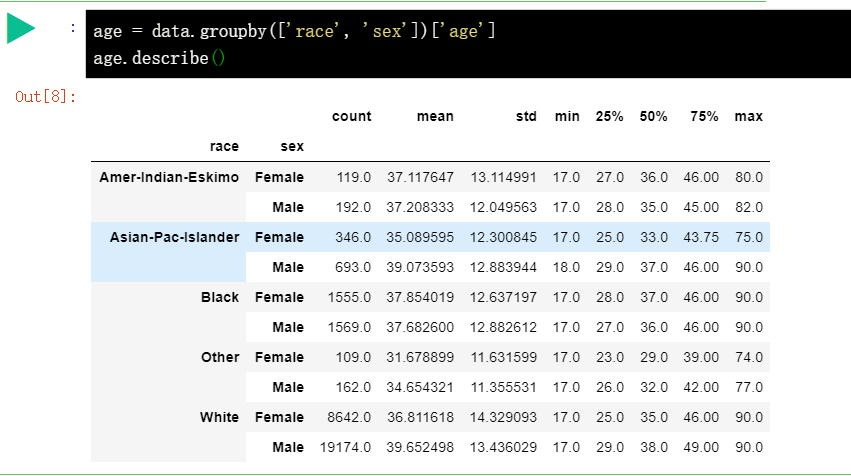 : age = data.groupby(['race', 'sex'])['age']
age.describe()
Out[8]:
count mean std min 25% 50% 75% max
race sex
Amer-Indian-Eskimo Female 119.0 37.117647 13.114991 17.0 27.0 36.0 46.00 80.0
Male 192.0 37.208333 12.049563 17.0 28.0 35.0 45.00 82.0
Asian-Pac-Islander Female 346.0 35.089595 12.300845 17.0 25.0 33.0 43.75 75.0
Male 693.0 39.073593 12.883944 18.0 29.0 37.0 46.00 90.0
Black Female 1555.0 37.854019 12.637197 17.0 28.0 37.0 46.00 90.0
Male 1569.0 37.682600 12.882612 17.0 27.0 36.0 46.00 90.0
Other Female 109.0 31.678899 11.631599 17.0 23.0 29.0 39.00 74.0
Male 162.0 34.654321 11.355531 17.0 26.0 32.0 42.00 77.0
White Female 8642.0 36.811618 14.329093 17.0 25.0 35.0 46.00 90.0
Male 19174.0 39.652498 13.436029 17.0 29.0 38.0 49.00 90.0